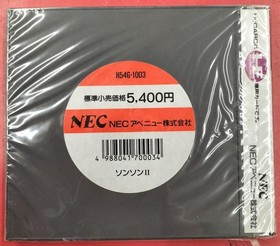 H54G-1003
標準小売価格
5,400円
NEC NECアベニュー株式会社
4 988041 700034
ソンソンII
HuCARD
NEC NECアベニュー株式会社